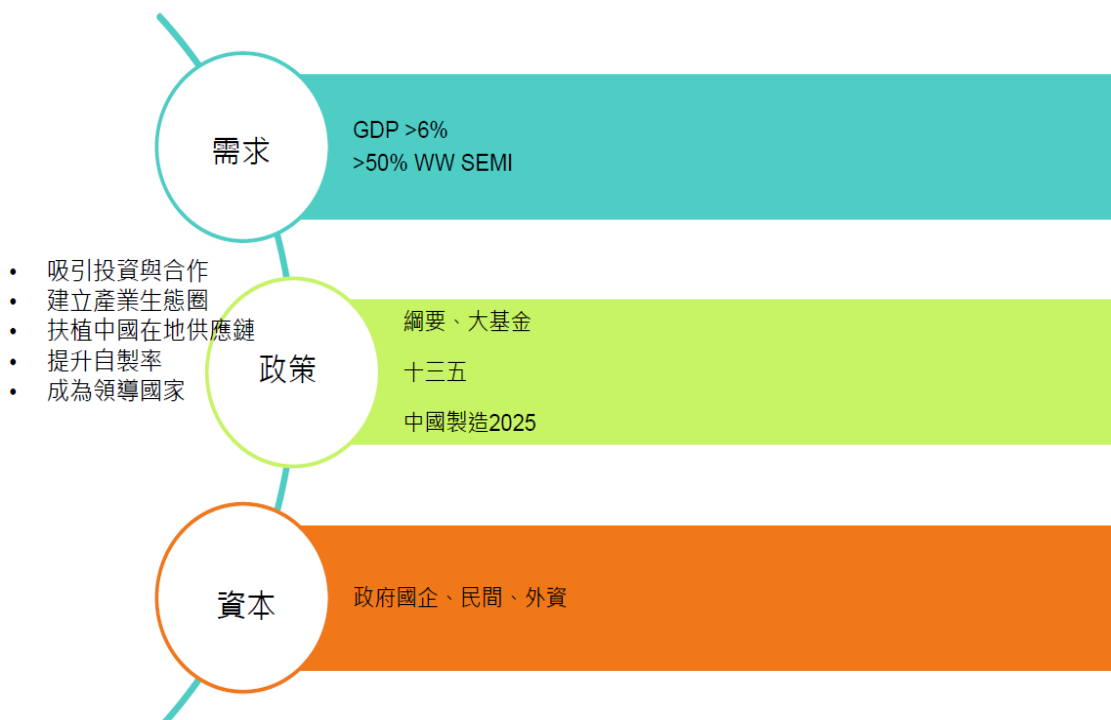 需求
GDP >6%
>50% WW SEMI
• 吸引投資與合作
• 建立產業生態圈
• 扶植中國在地供應鏈
• 提升自製率
• 成為領導國家
政策
綱要、大基金
十三五
中國製造2025
資本
政府國企、民間、外資